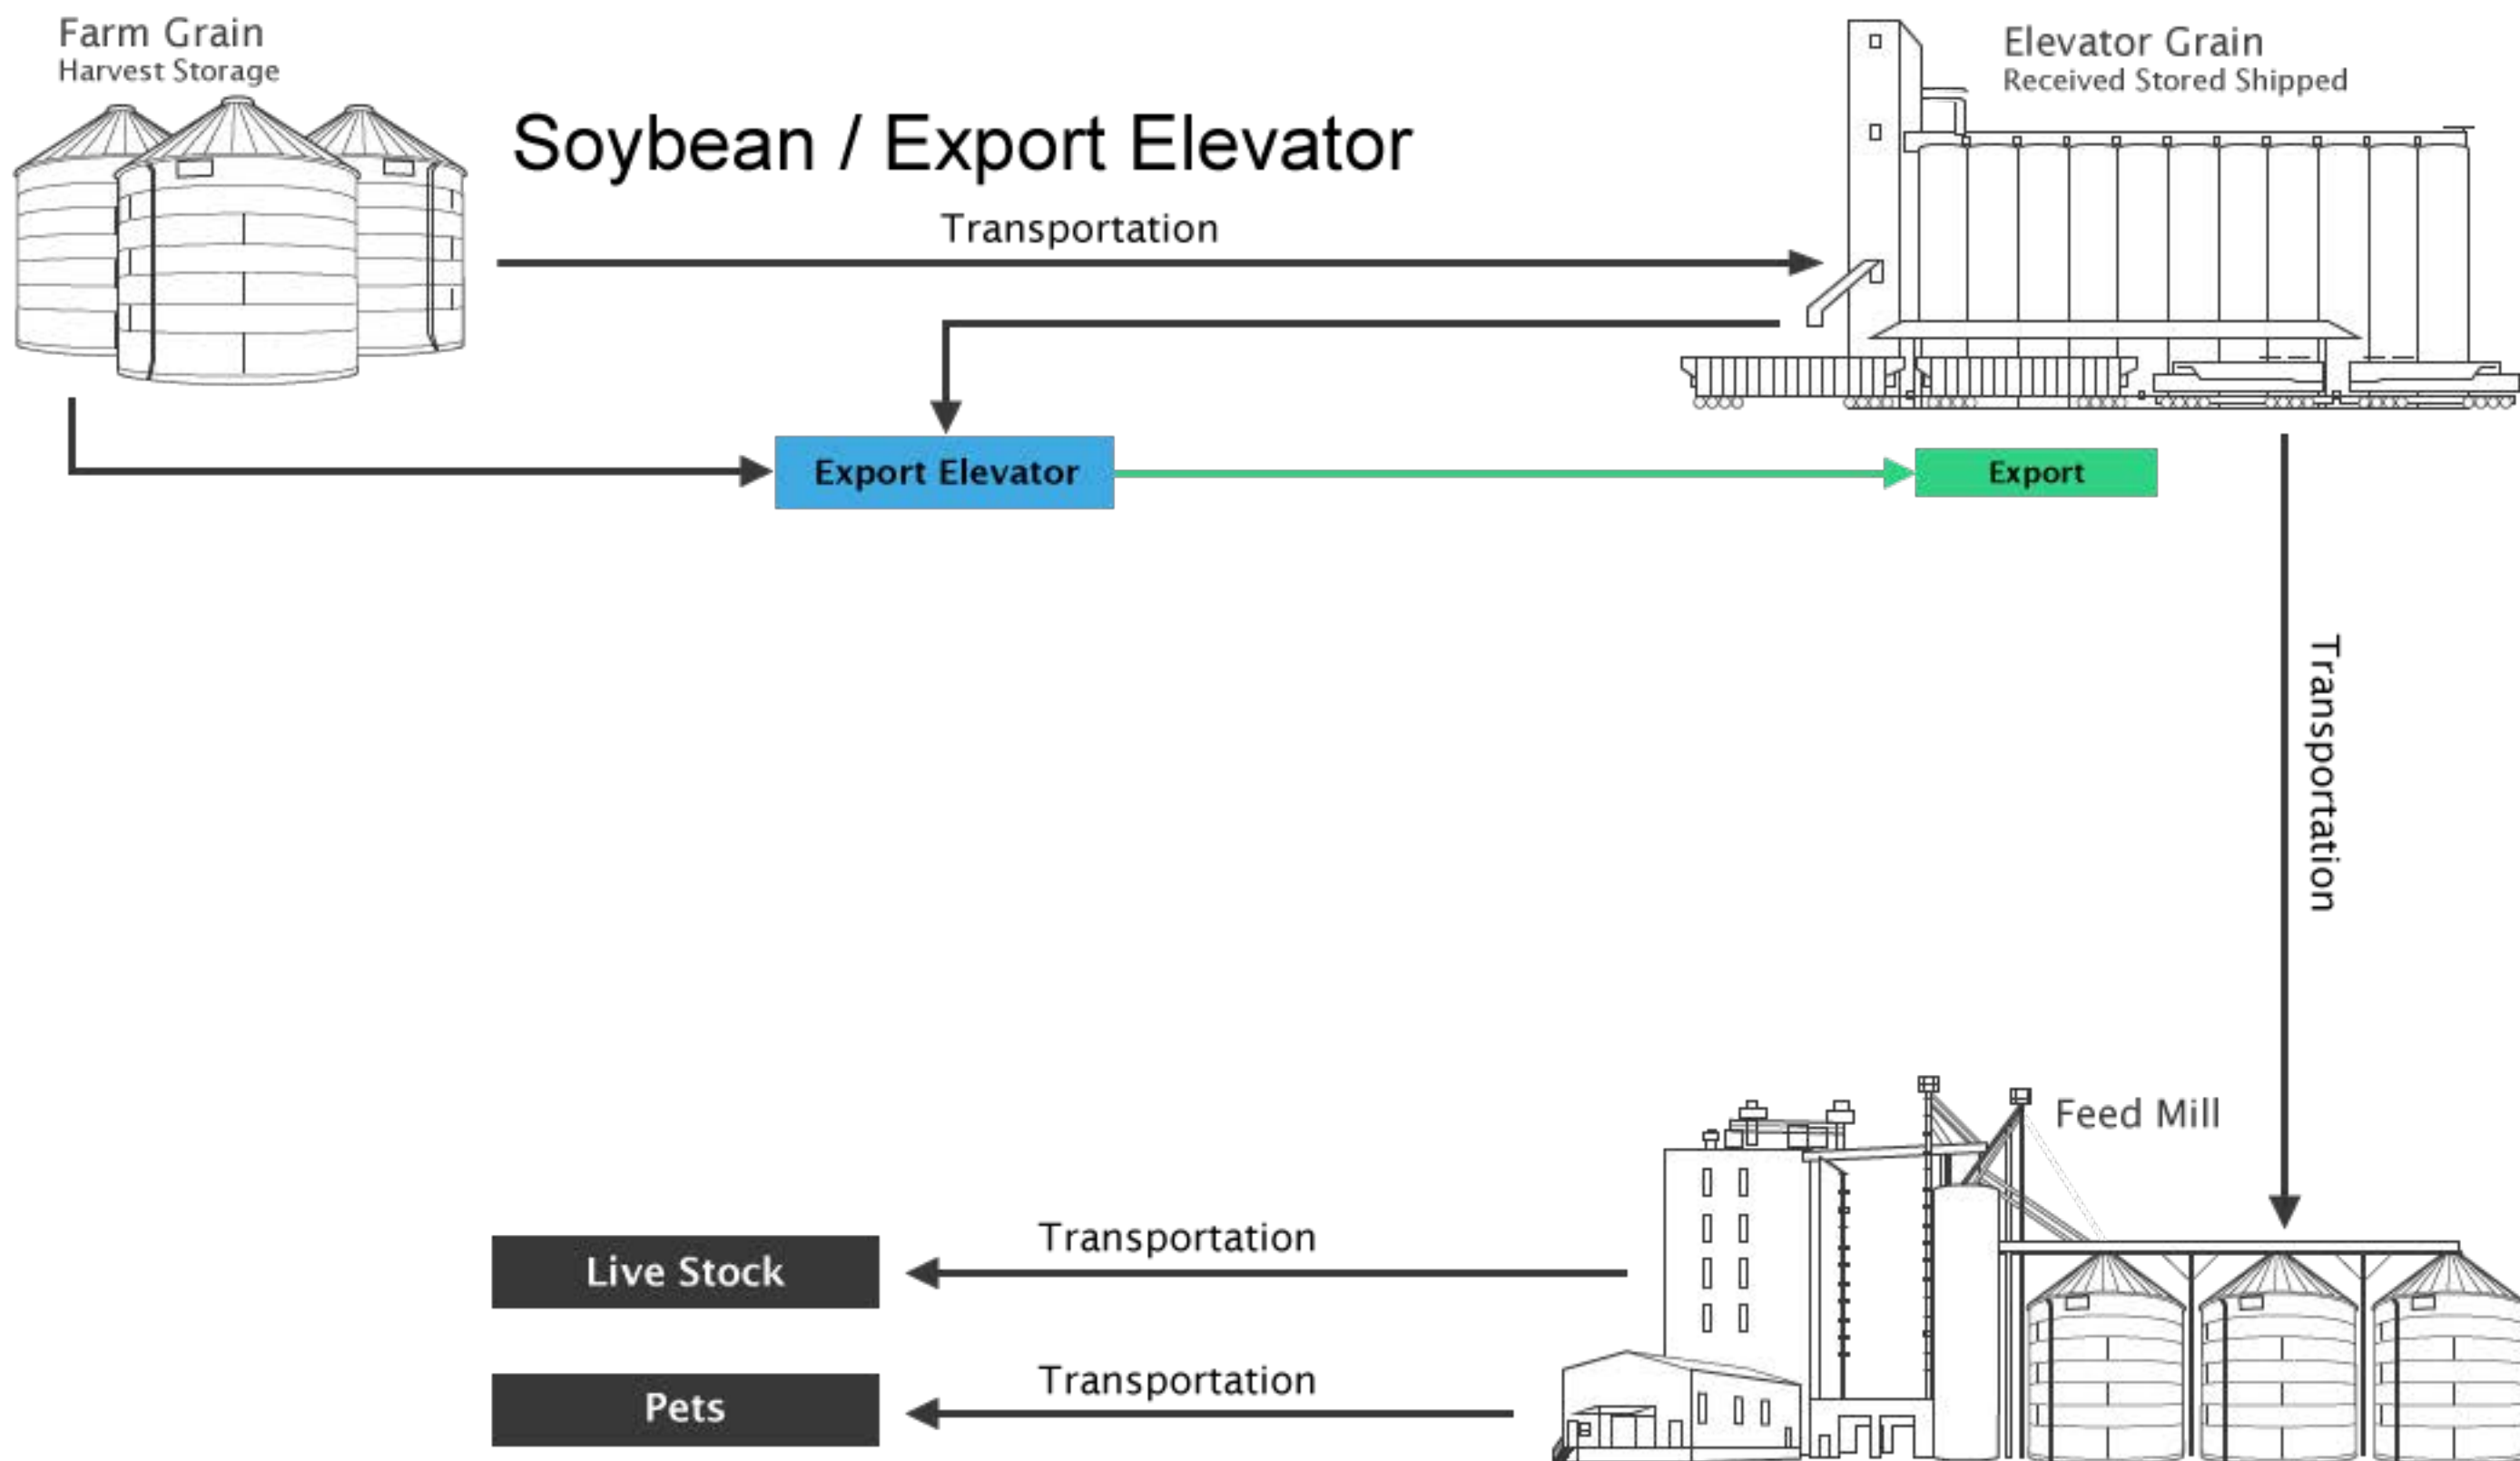 Farm Grain
Harvest Storage
Elevator Grain
Received Stored Shipped
Soybean / Export Elevator
Transportation
Export Elevator
Export
Transportation
Feed Mill
Transportation
Live Stock
Transportation
Pets